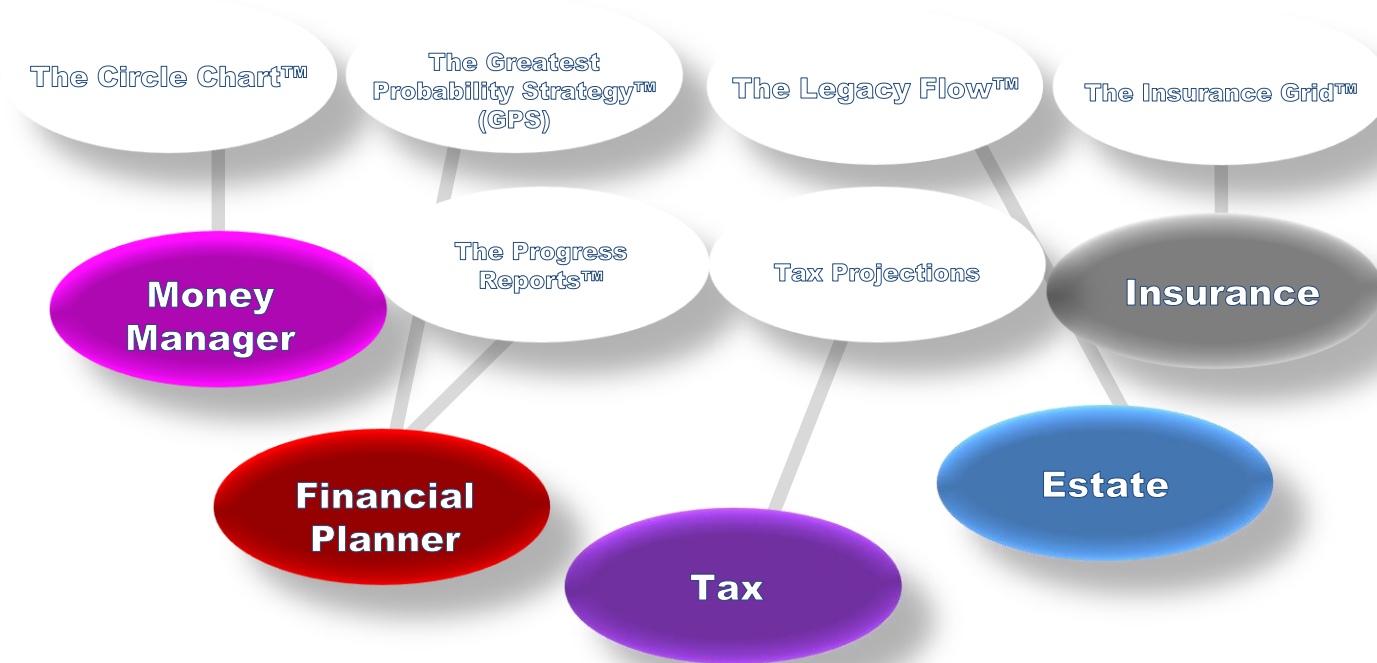 The Circle Chart™
The Greatest
Probability Strategy™
(GPS)
The Legacy Flow™
The Insurance Grid™
The Progress
Reports™
Tax Projections
Money
Manager
Insurance
Financial
Planner
Estate
Tax